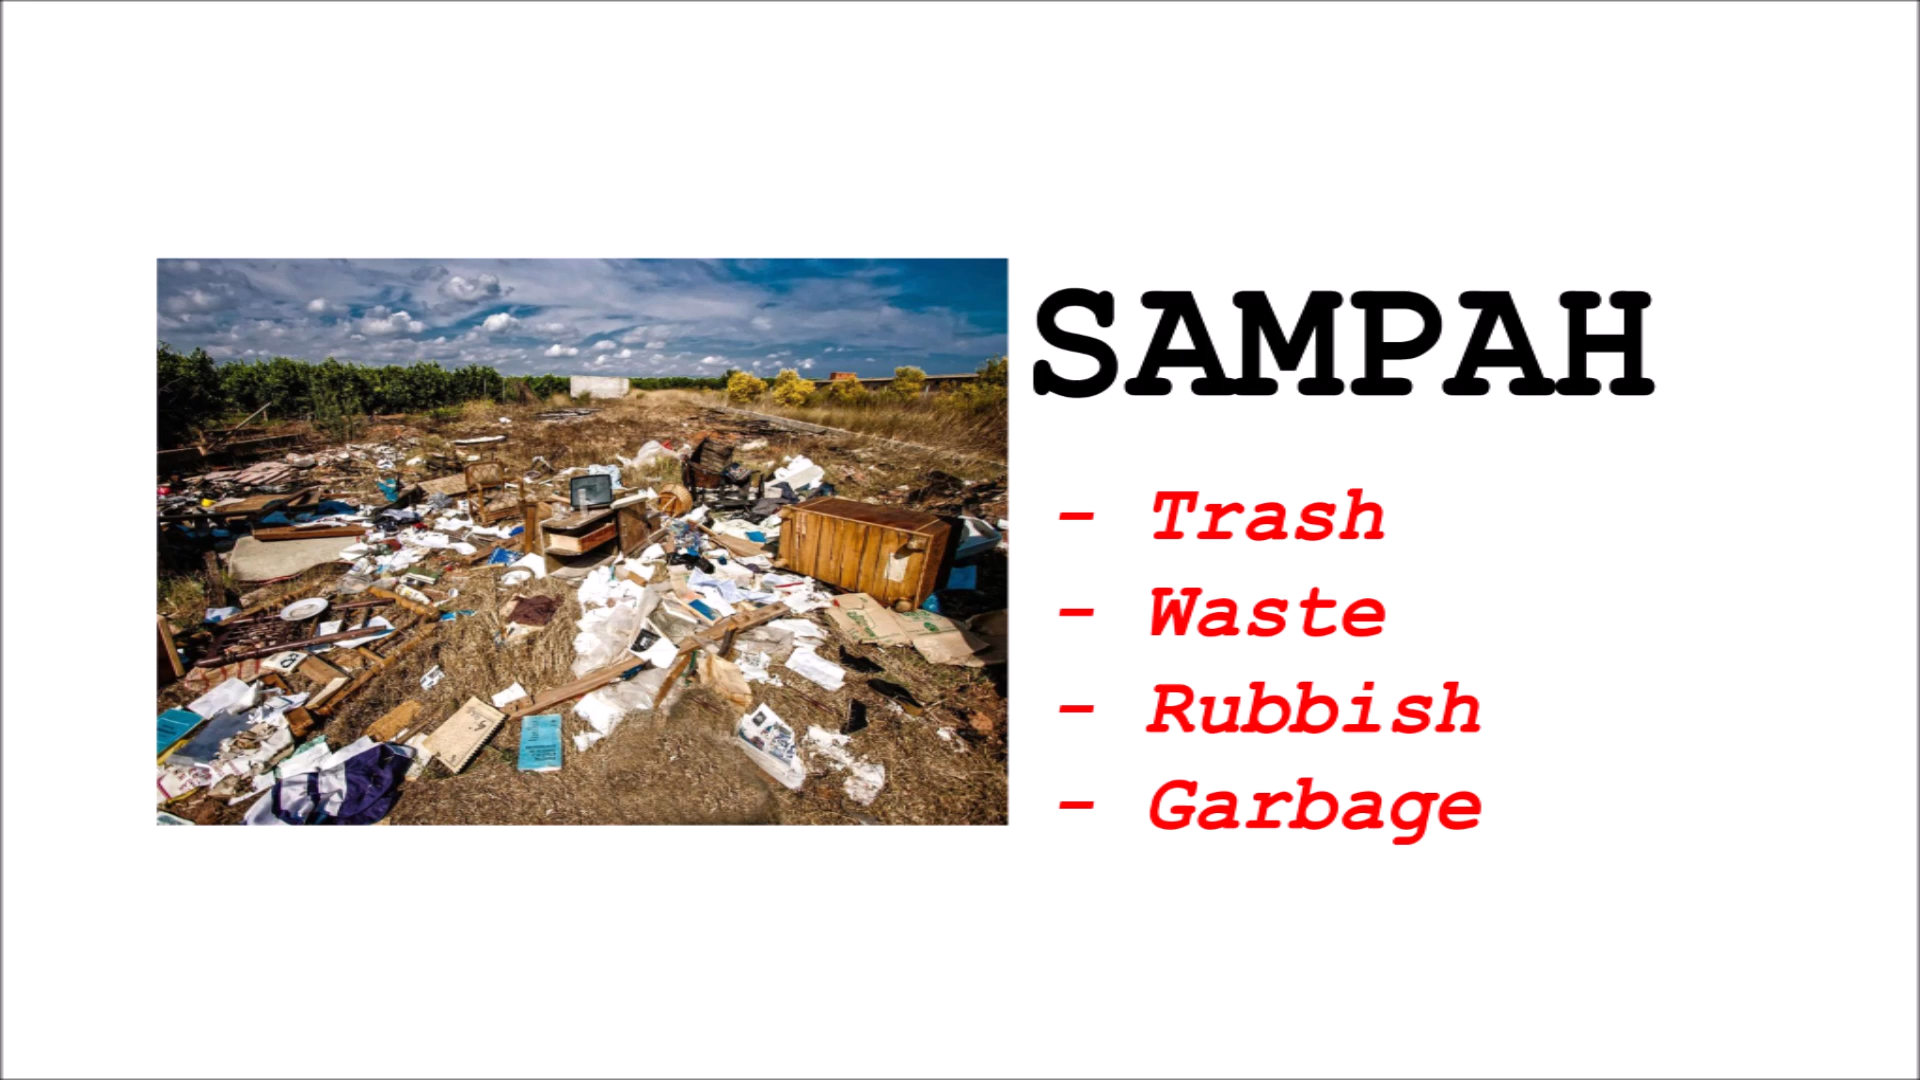 SAMPAH
- Trash
- Waste
- Rubbish
- Garbage